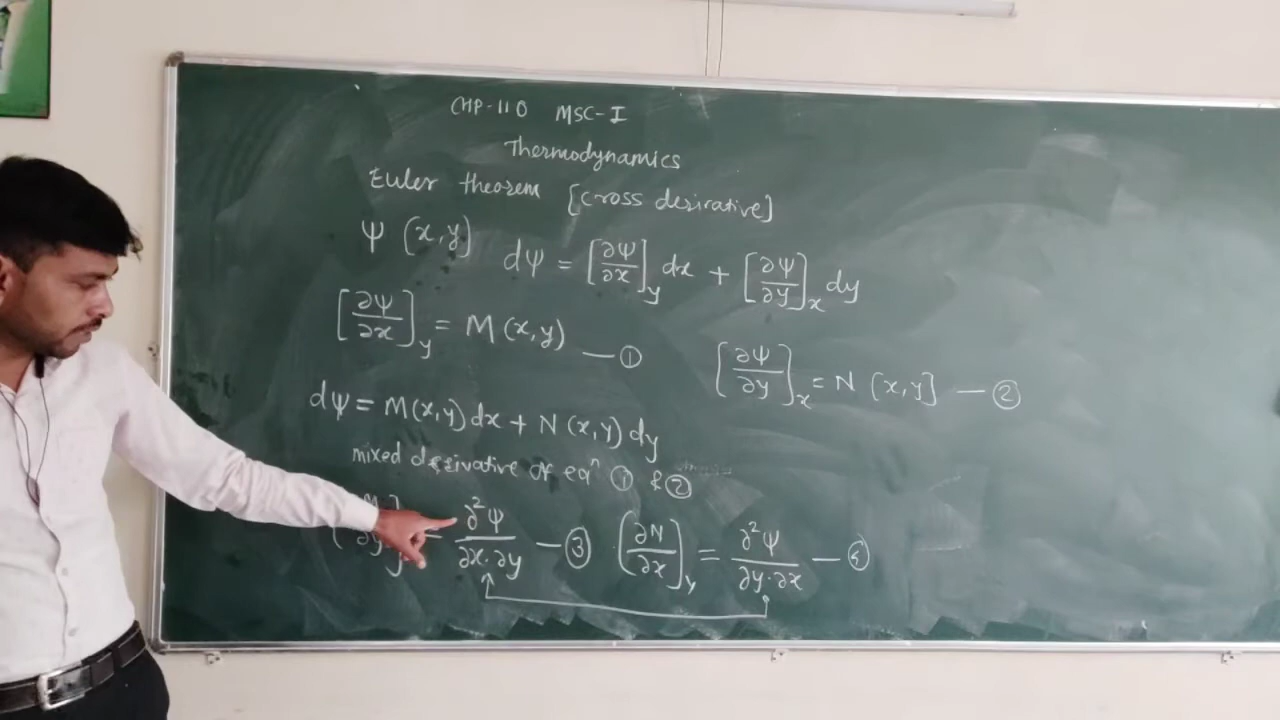 CHP-110 MSC-I
Thermodynamics
Euler theorem [cross derivative]
Ψ (x,y) dψ = [∂Ψ/∂x]y dx + [∂Ψ/∂y]x dy
[∂Ψ/∂x]y = M(x,y) — ①
[∂Ψ/∂y]x = N (x,y] — ②
dψ = M(x,y) dx + N(x,y) dy
mixed derivative of eqⁿ ① & ②
= ∂²Ψ/∂x·∂y — ③ [∂N/∂x]y = ∂²Ψ/∂y·∂x —